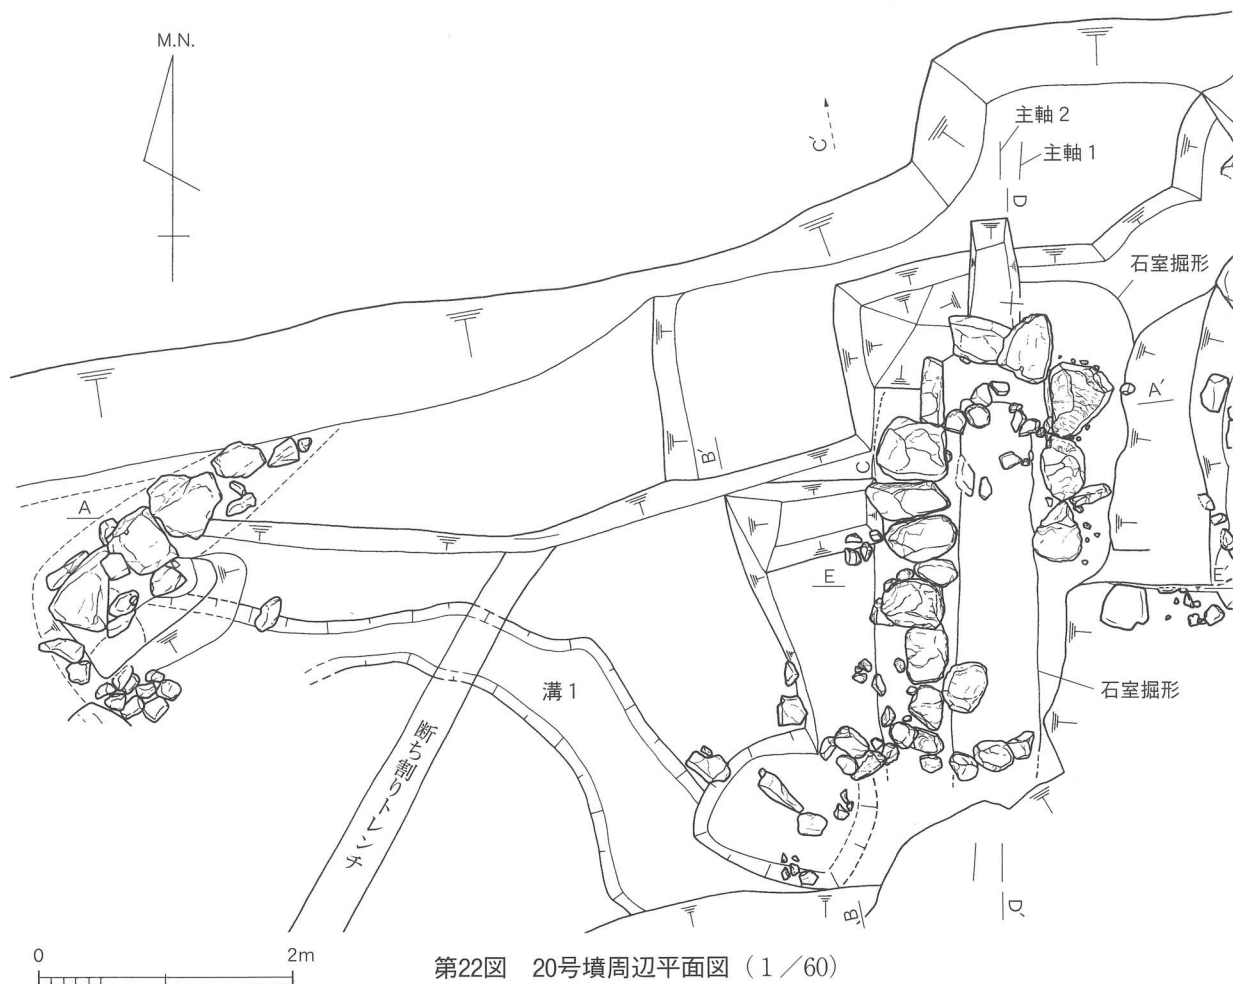 M.N.
C′
主軸2
主軸1
D
石室掘形
A′
B′
C
A
E
E′
溝1
石室掘形
断ち割りトレンチ
B
D′
0 2m
第22図 20号墳周辺平面図(1/60)